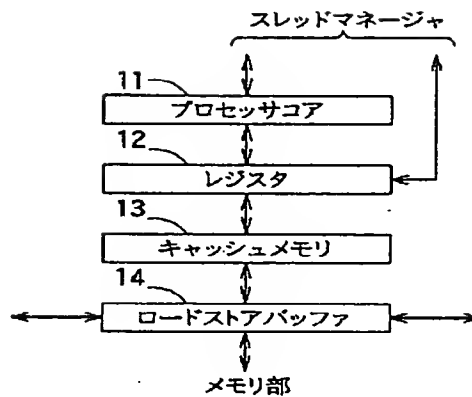 スレッドマネージャ
11
プロセッサコア
12
レジスタ
13
キャッシュメモリ
14
ロードストアバッファ
メモリ部